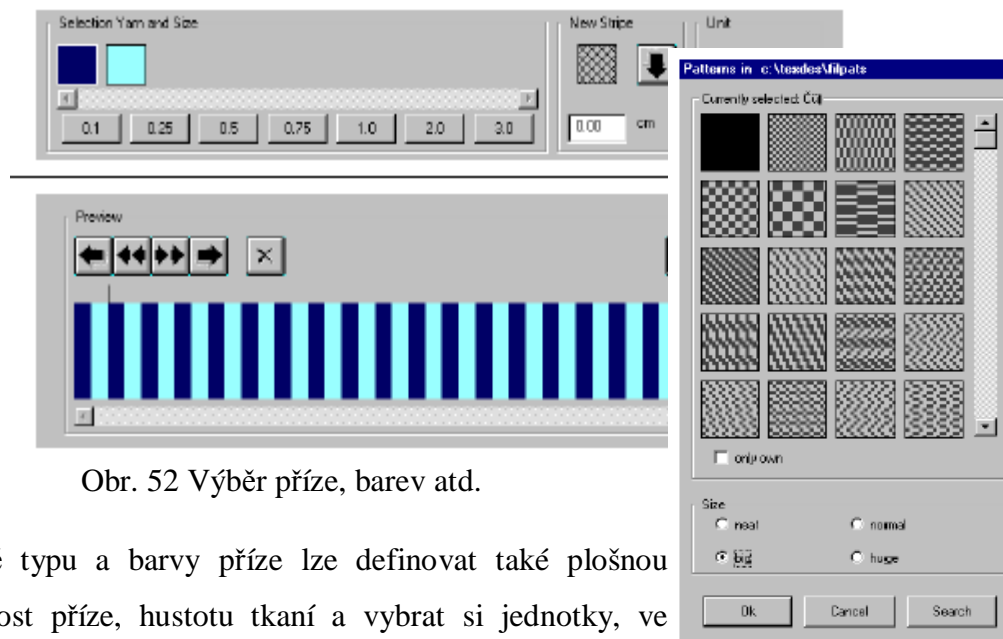 Selection Yarn and Size
0.1 0.25 0.5 0.75 1.0 2.0 3.0
New Stripe
0.00 cm
Unit
Preview
Obr. 52 Výběr příze, barev atd.
typu a barvy příze lze definovat také plošnou
ost příze, hustotu tkaní a vybrat si jednotky, ve
Patterns in c:\texdes\filpats
Currently selected:
only own
Size
neat normal
big huge
Ok Cancel Search